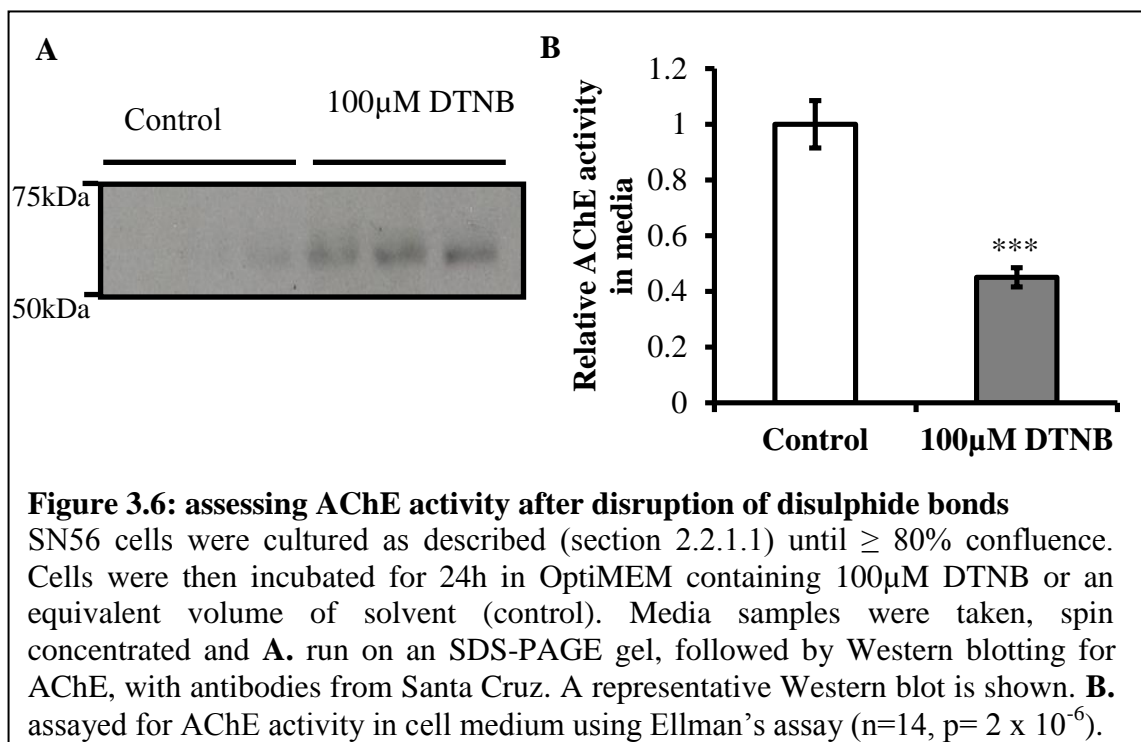 A
Control
100µM DTNB
75kDa
50kDa
B
Relative AChE activity
in media
1.2
1
0.8
0.6
0.4
0.2
0
***
Control
100µM DTNB
Figure 3.6: assessing AChE activity after disruption of disulphide bonds
SN56 cells were cultured as described (section 2.2.1.1) until ≥ 80% confluence.
Cells were then incubated for 24h in OptiMEM containing 100µM DTNB or an
equivalent volume of solvent (control). Media samples were taken, spin
concentrated and A. run on an SDS-PAGE gel, followed by Western blotting for
AChE, with antibodies from Santa Cruz. A representative Western blot is shown. B.
assayed for AChE activity in cell medium using Ellman's assay (n=14, p= 2 x 10⁻⁶).